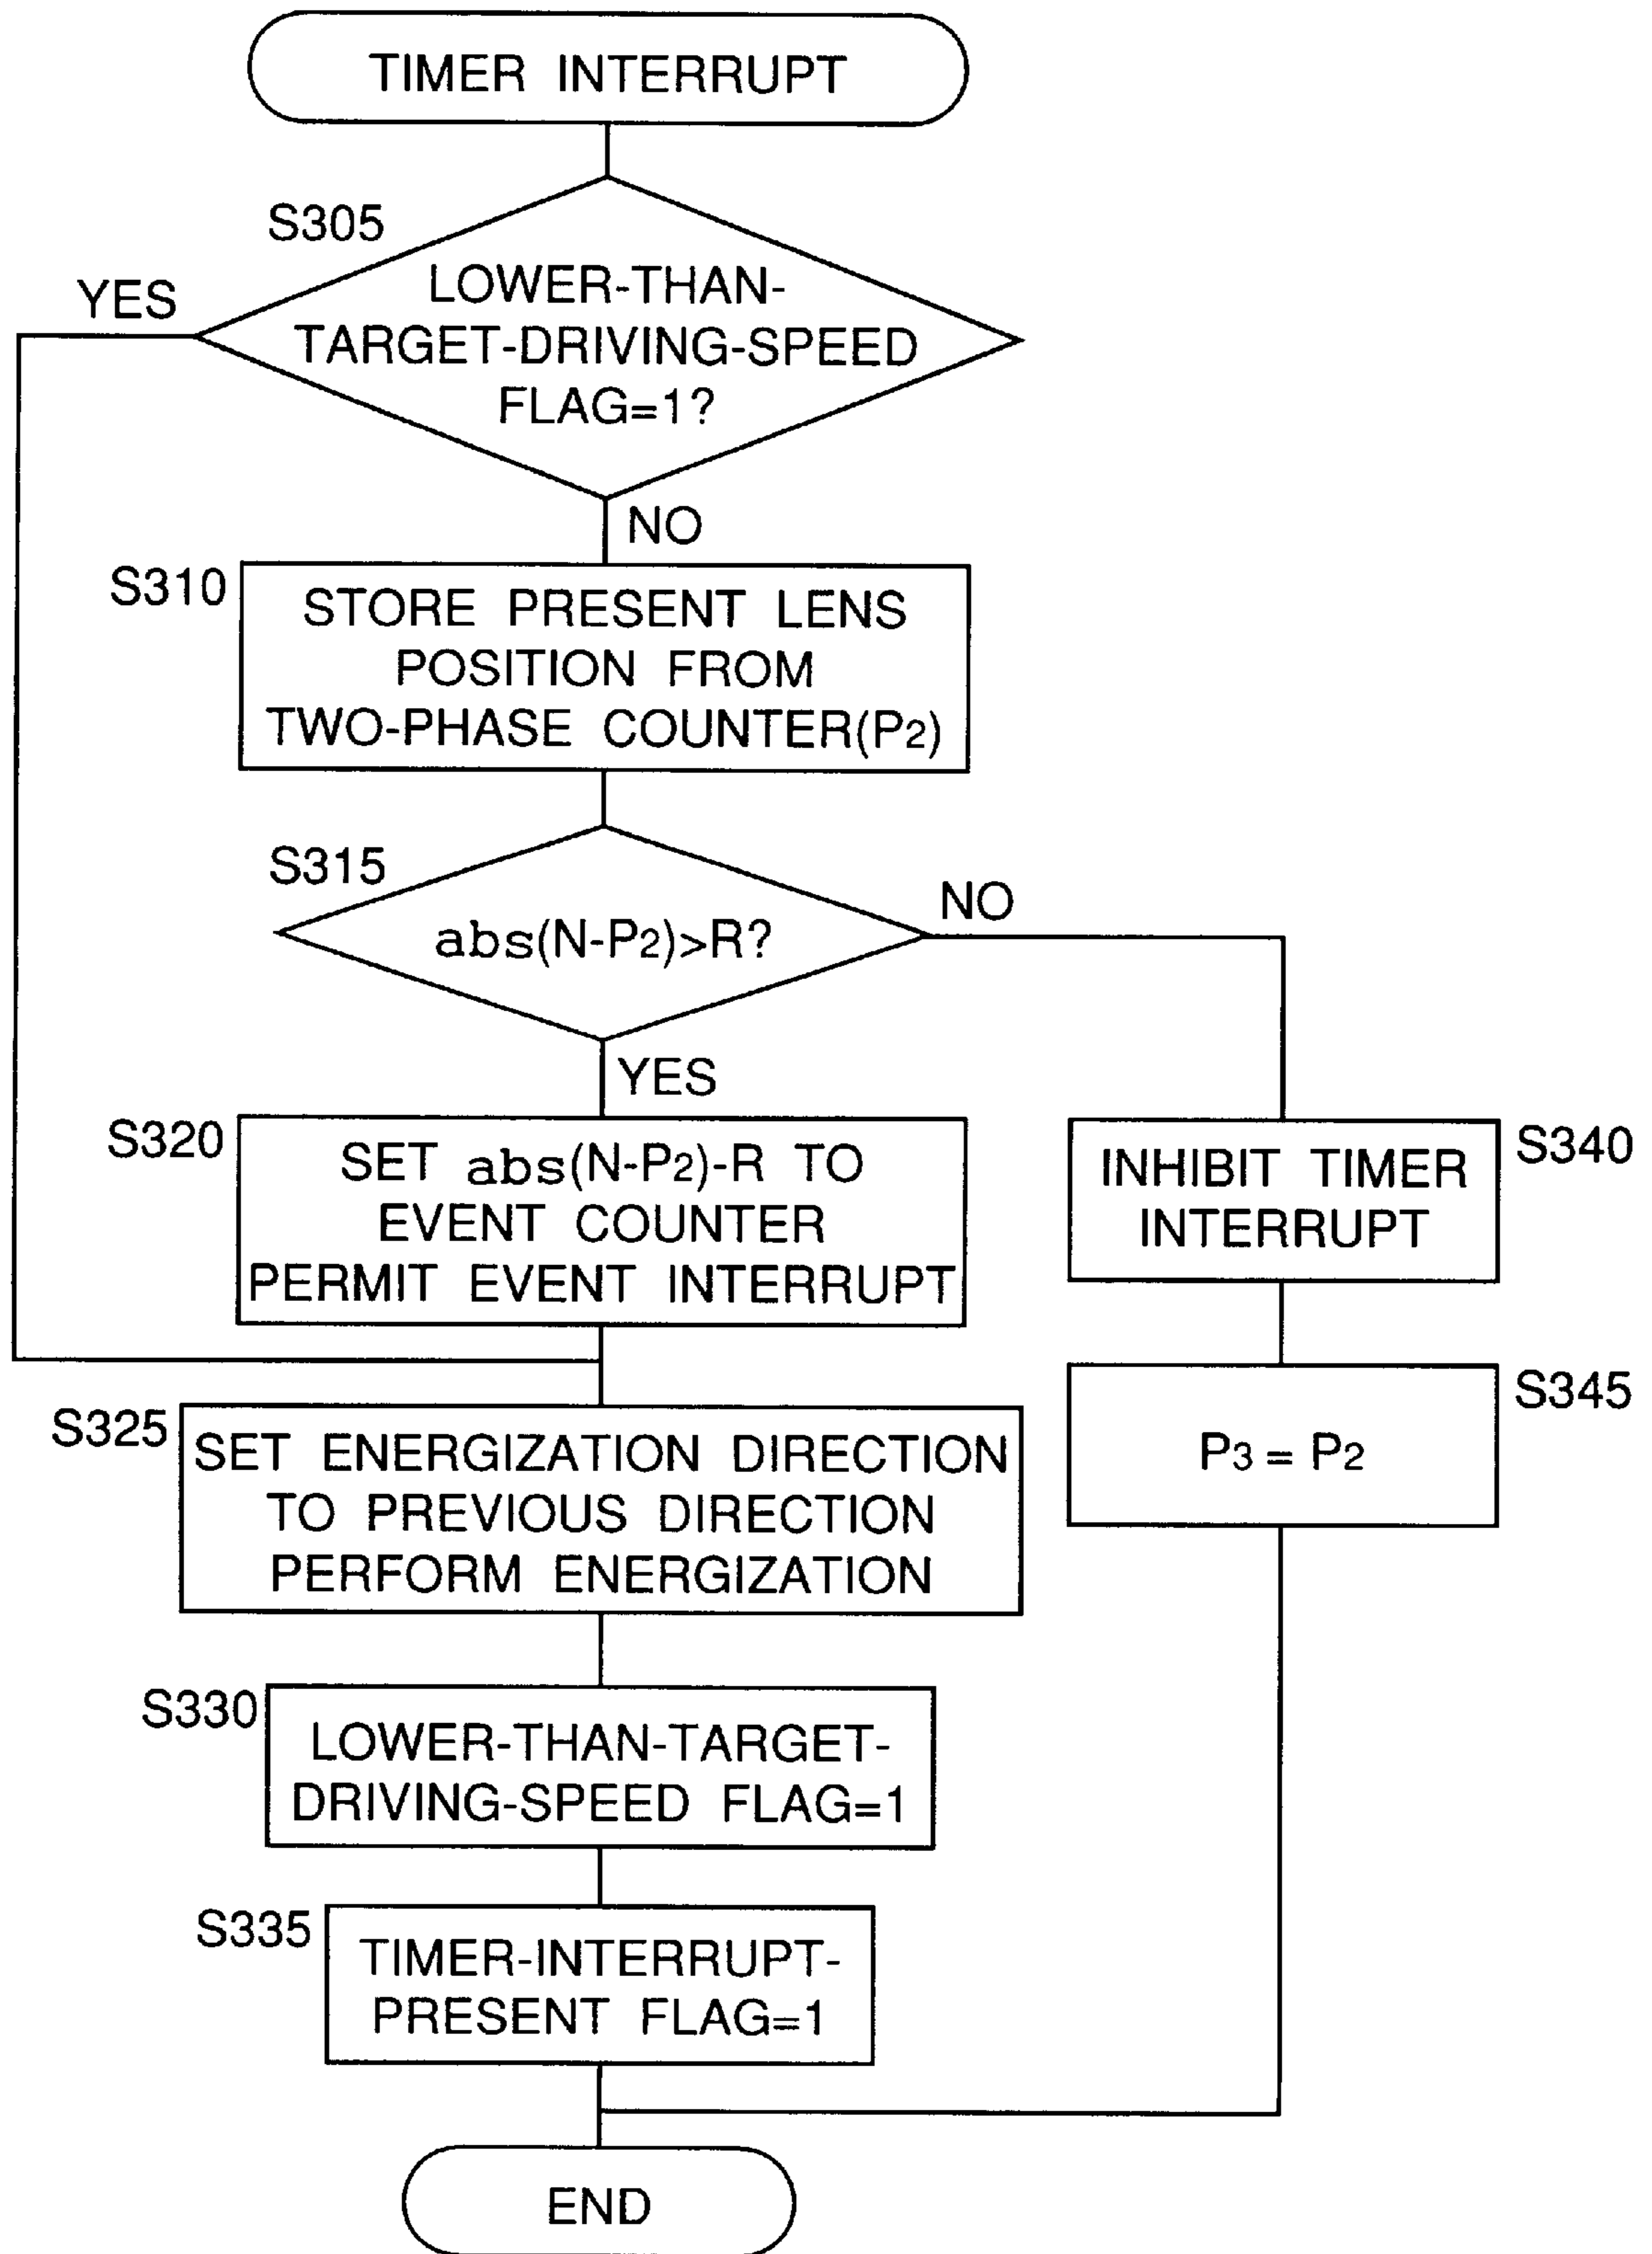 TIMER INTERRUPT
S305
YES
LOWER-THAN-
TARGET-DRIVING-SPEED
FLAG=1?
NO
S310
STORE PRESENT LENS
POSITION FROM
TWO-PHASE COUNTER(P2)
S315
abs(N-P2)>R?
NO
YES
S320
SET abs(N-P2)-R TO
EVENT COUNTER
PERMIT EVENT INTERRUPT
INHIBIT TIMER
INTERRUPT
S340
S325
SET ENERGIZATION DIRECTION
TO PREVIOUS DIRECTION
PERFORM ENERGIZATION
P3 = P2
S345
S330
LOWER-THAN-TARGET-
DRIVING-SPEED FLAG=1
S335
TIMER-INTERRUPT-
PRESENT FLAG=1
END